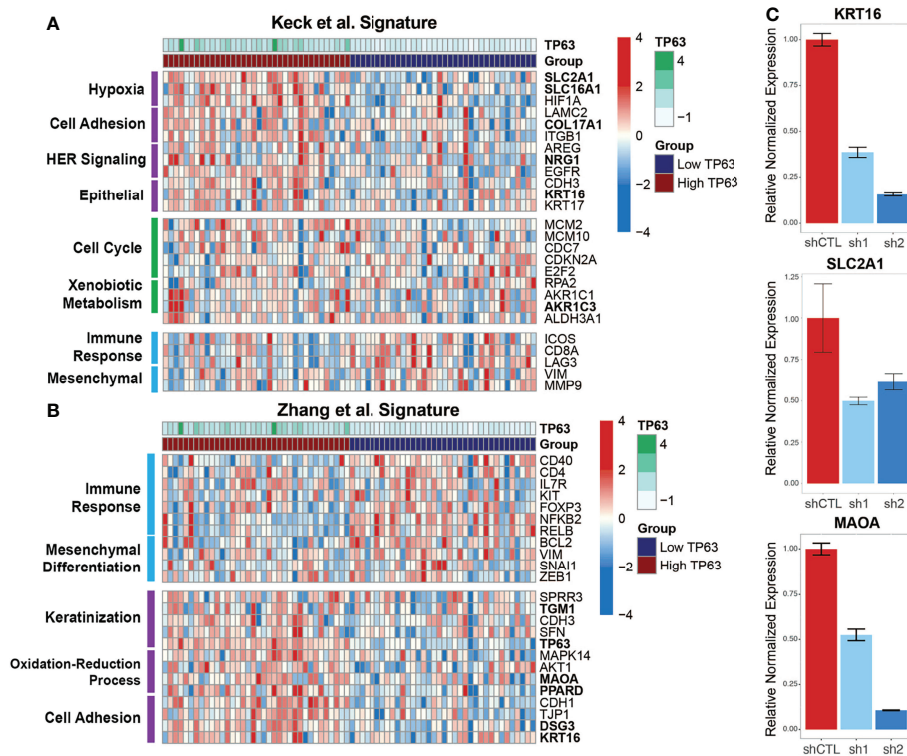 A
Keck et al. Signature
TP63
Group
Hypoxia
Cell Adhesion
HER Signaling
Epithelial
SLC2A1
SLC16A1
HIF1A
LAMC2
COL17A1
ITGB1
AREG
NRG1
EGFR
CDH3
KRT16
KRT17
Cell Cycle
Xenobiotic
Metabolism
MCM2
MCM10
CDC7
CDKN2A
E2F2
RPA2
AKR1C1
AKR1C3
ALDH3A1
Immune
Response
Mesenchymal
ICOS
CD8A
LAG3
VIM
MMP9
4
2
0
−2
−4
TP63
4
−1
Group
Low TP63
High TP63
B
Zhang et al. Signature
TP63
Group
Immune
Response
Mesenchymal
Differentiation
CD40
CD4
IL7R
KIT
FOXP3
NFKB2
RELB
BCL2
VIM
SNAI1
ZEB1
Keratinization
Oxidation-Reduction
Process
Cell Adhesion
SPRR3
TGM1
CDH3
SFN
TP63
MAPK14
AKT1
MAOA
PPARD
CDH1
TJP1
DSG3
KRT16
4
2
0
−2
−4
TP63
4
−1
Group
Low TP63
High TP63
C
KRT16
Relative Normalized Expression
1.00
0.75
0.50
0.25
0.00
shCTL sh1 sh2
SLC2A1
Relative Normalized Expression
1.25
1.00
0.75
0.50
0.25
0.00
shCTL sh1 sh2
MAOA
Relative Normalized Expression
1.00
0.75
0.50
0.25
0.00
shCTL sh1 sh2